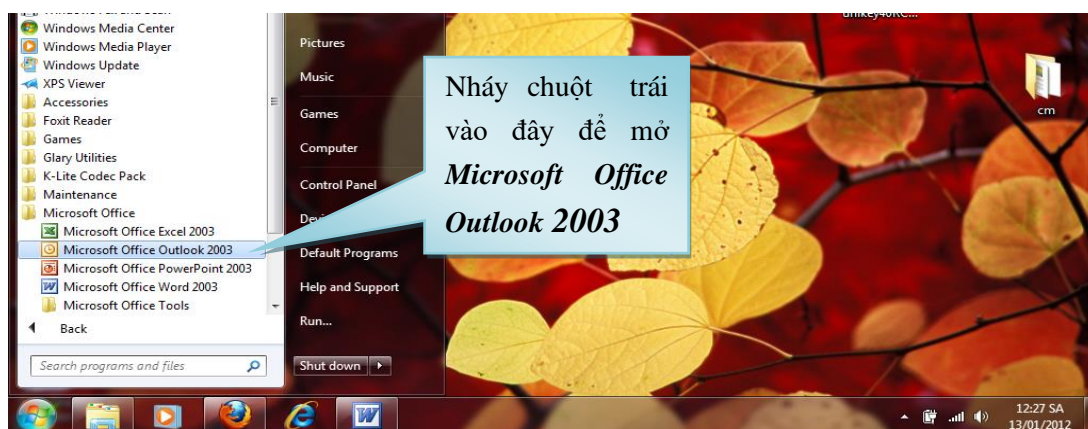 Windows Media Center
Windows Media Player
Windows Update
XPS Viewer
Accessories
Foxit Reader
Games
Glary Utilities
K-Lite Codec Pack
Maintenance
Microsoft Office
Microsoft Office Excel 2003
Microsoft Office Outlook 2003
Microsoft Office PowerPoint 2003
Microsoft Office Word 2003
Microsoft Office Tools
Back
Search programs and files
Pictures
Music
Games
Computer
Control Panel
Default Programs
Help and Support
Run...
Shut down
Nháy chuột trái
vào đây để mở
Microsoft Office
Outlook 2003
cm
12:27 SA
13/01/2012